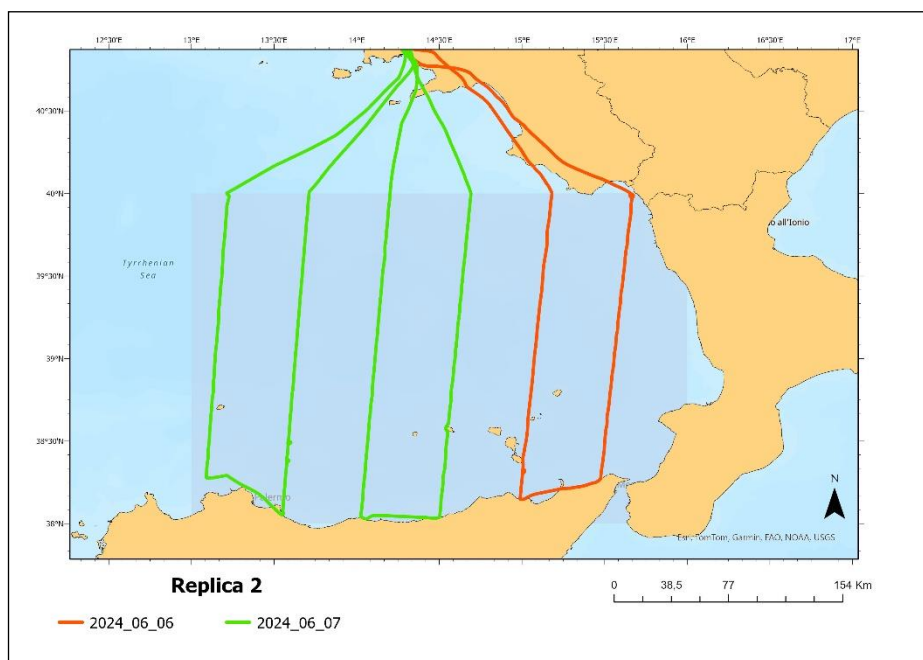 12°30'E 13°E 13°30'E 14°E 14°30'E 15°E 15°30'E 16°E 16°30'E 17°E
40°30'N
40°N
o all'Ionio
Tyrrhenian
Sea
39°30'N
39°N
38°30'N
Palermo
N
38°N
Esri, TomTom, Garmin, FAO, NOAA, USGS
Replica 2
0 38,5 77 154 Km
2024_06_06 2024_06_07